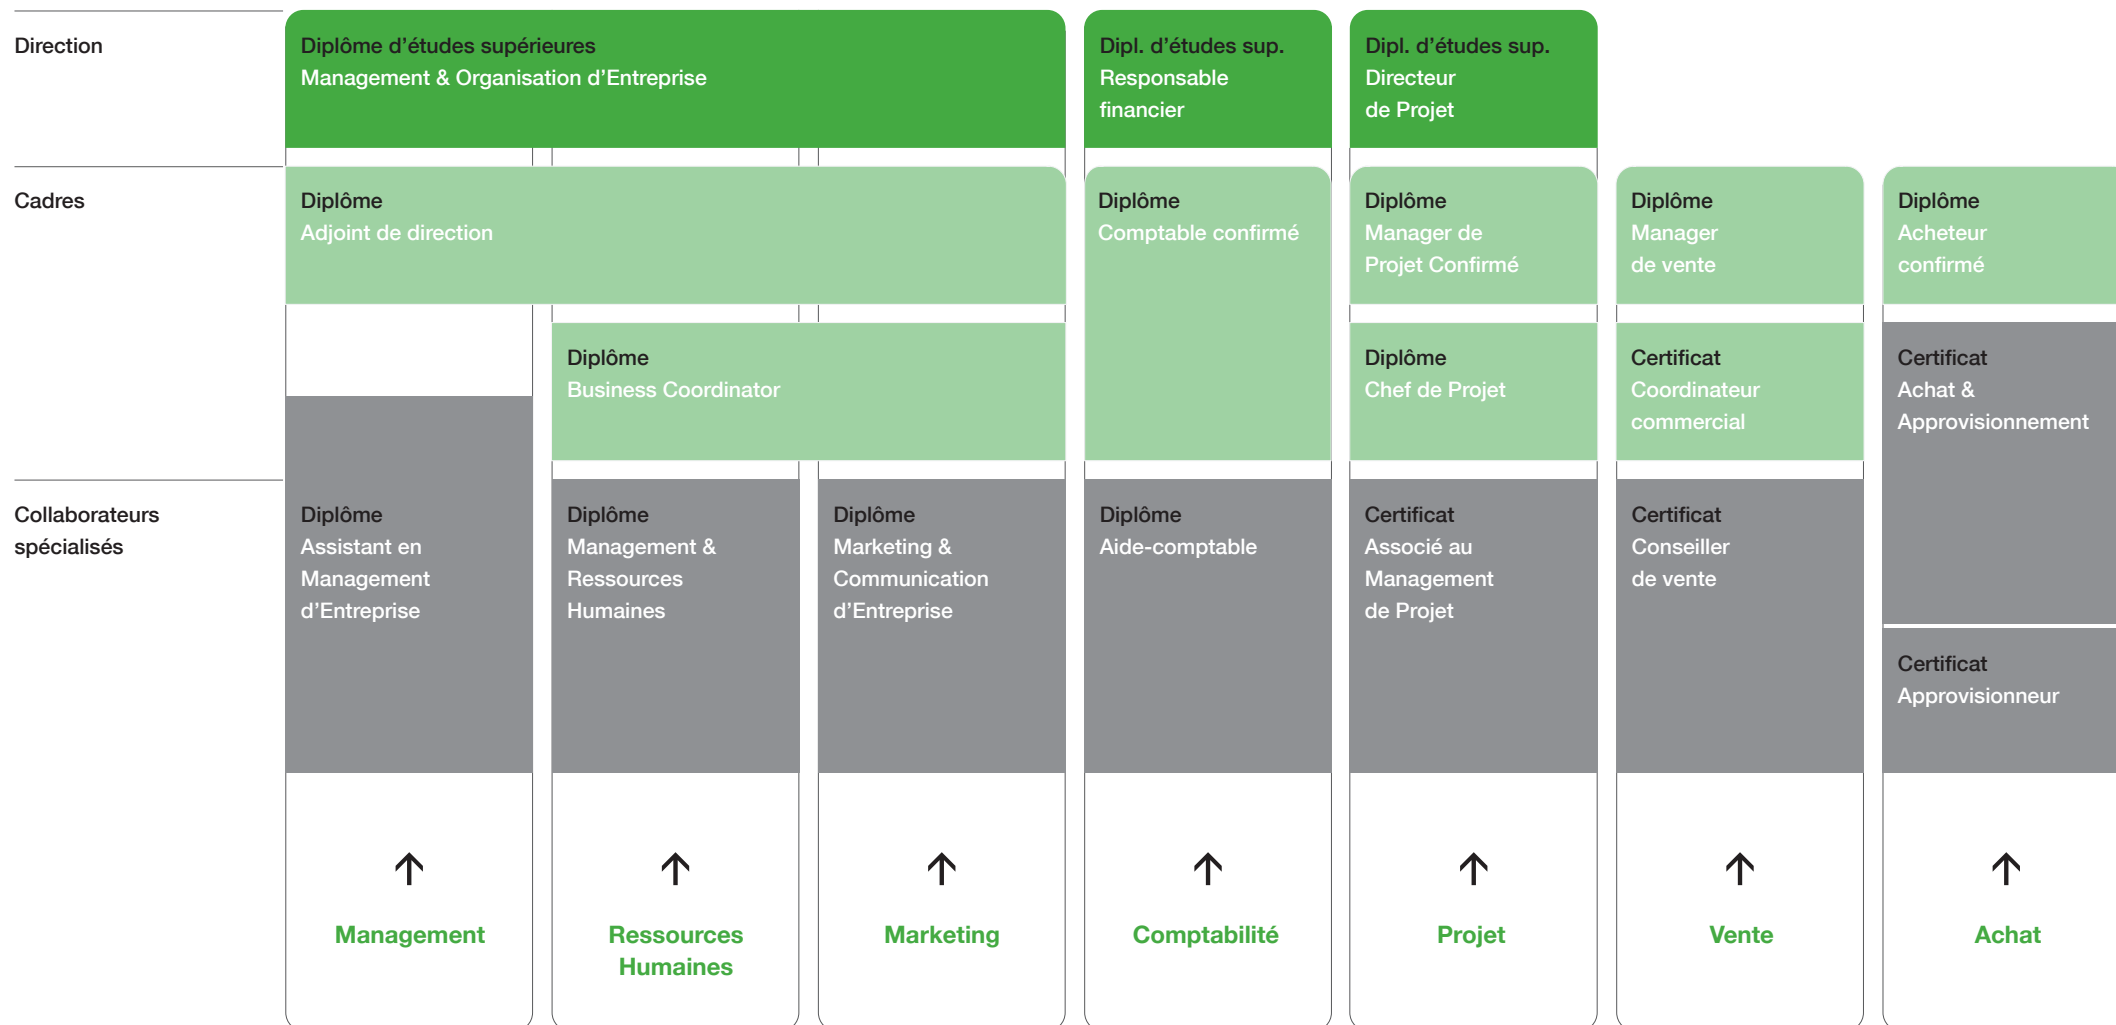 Direction
Diplôme d’études supérieures
Management & Organisation d’Entreprise
Dipl. d’études sup.
Responsable
financier
Dipl. d’études sup.
Directeur
de Projet
Cadres
Diplôme
Adjoint de direction
Diplôme
Comptable confirmé
Diplôme
Manager de
Projet Confirmé
Diplôme
Manager
de vente
Diplôme
Acheteur
confirmé
Diplôme
Business Coordinator
Diplôme
Chef de Projet
Certificat
Coordinateur
commercial
Certificat
Achat &
Approvisionnement
Collaborateurs
spécialisés
Diplôme
Assistant en
Management
d’Entreprise
Diplôme
Management &
Ressources
Humaines
Diplôme
Marketing &
Communication
d’Entreprise
Diplôme
Aide-comptable
Certificat
Associé au
Management
de Projet
Certificat
Conseiller
de vente
Certificat
Approvisionneur
Management
Ressources
Humaines
Marketing
Comptabilité
Projet
Vente
Achat